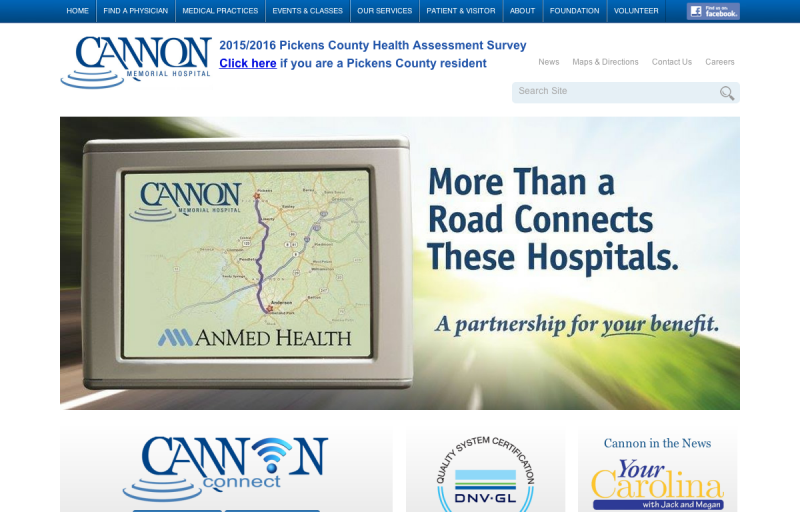 HOME FIND A PHYSICIAN MEDICAL PRACTICES EVENTS & CLASSES OUR SERVICES PATIENT & VISITOR ABOUT FOUNDATION VOLUNTEER
Find us on
facebook.
CANNON
MEMORIAL HOSPITAL
2015/2016 Pickens County Health Assessment Survey
Click here if you are a Pickens County resident
News Maps & Directions Contact Us Careers
Search Site
CANNON
MEMORIAL HOSPITAL
Pickens
Anderson
ANMED HEALTH
More Than a
Road Connects
These Hospitals.
A partnership for your benefit.
CANNON
connect
QUALITY SYSTEM CERTIFICATION
DNV·GL
Cannon in the News
Your
Carolina
with Jack and Megan